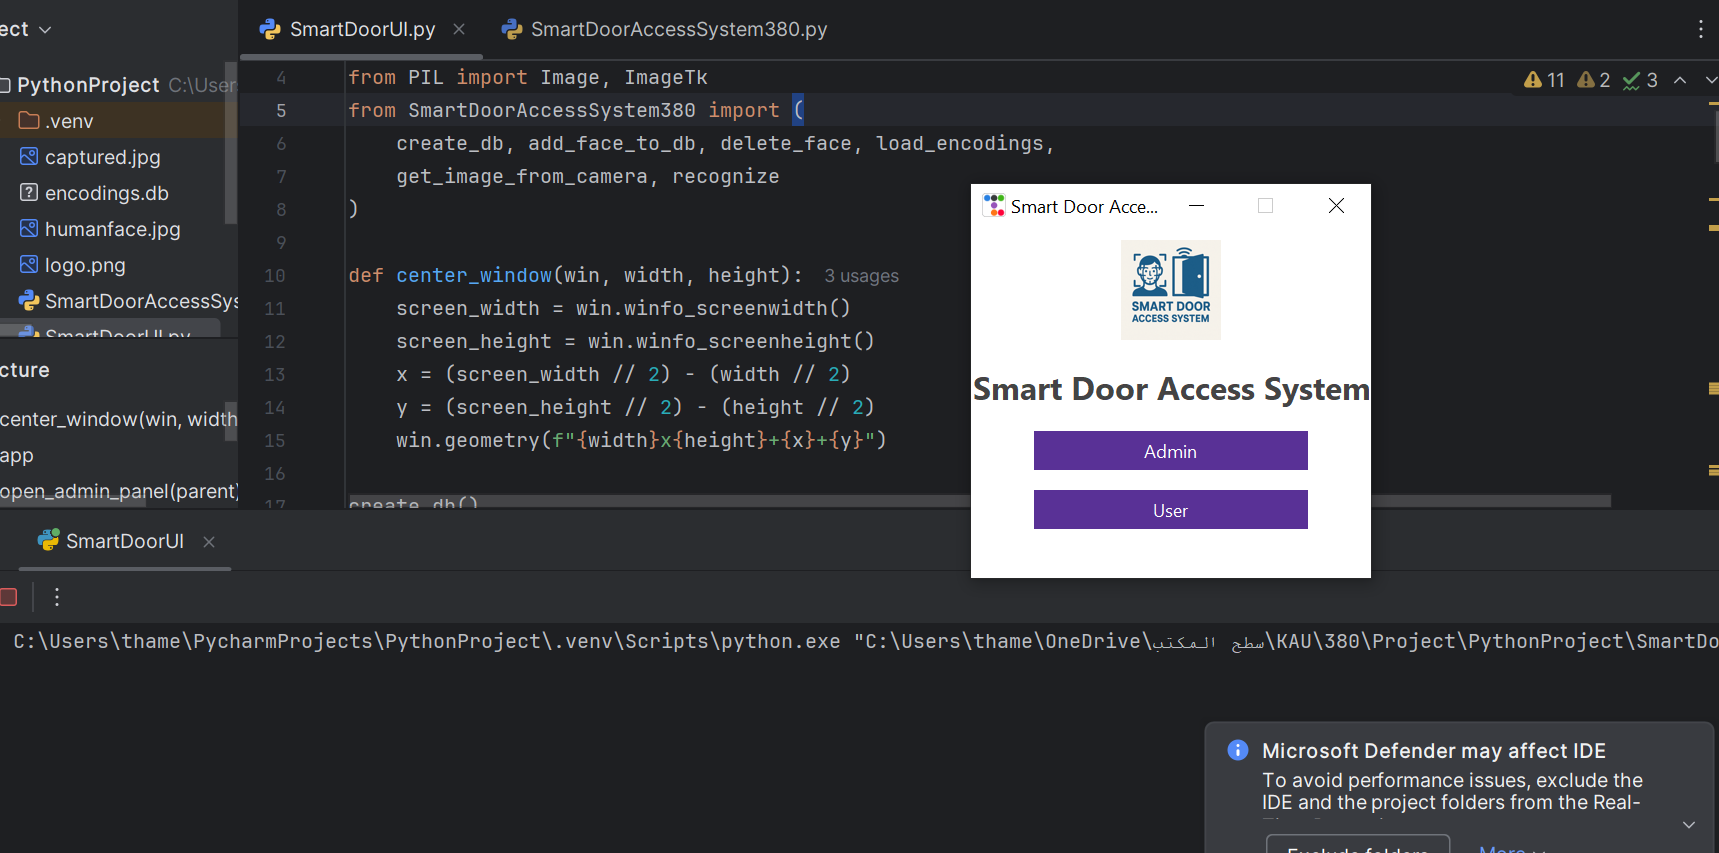 ect
SmartDoorUI.py
SmartDoorAccessSystem380.py
PythonProject C:\User
.venv
captured.jpg
encodings.db
humanface.jpg
logo.png
SmartDoorAccessSys
SmartDoorUI.py
cture
center_window(win, width
app
open_admin_panel(parent)
11 2 3
4 from PIL import Image, ImageTk
5 from SmartDoorAccessSystem380 import (
6 create_db, add_face_to_db, delete_face, load_encodings,
7 get_image_from_camera, recognize
8 )
9
10 def center_window(win, width, height): 3 usages
11 screen_width = win.winfo_screenwidth()
12 screen_height = win.winfo_screenheight()
13 x = (screen_width // 2) - (width // 2)
14 y = (screen_height // 2) - (height // 2)
15 win.geometry(f"{width}x{height}+{x}+{y}")
16
17 create_db()
Smart Door Acce...
SMART DOOR
ACCESS SYSTEM
Smart Door Access System
Admin
User
SmartDoorUI
C:\Users\thame\PycharmProjects\PythonProject\.venv\Scripts\python.exe "C:\Users\thame\OneDrive\سطح المكتب\KAU\380\Project\PythonProject\SmartDo
Microsoft Defender may affect IDE
To avoid performance issues, exclude the
IDE and the project folders from the Real-
Exclude folders More